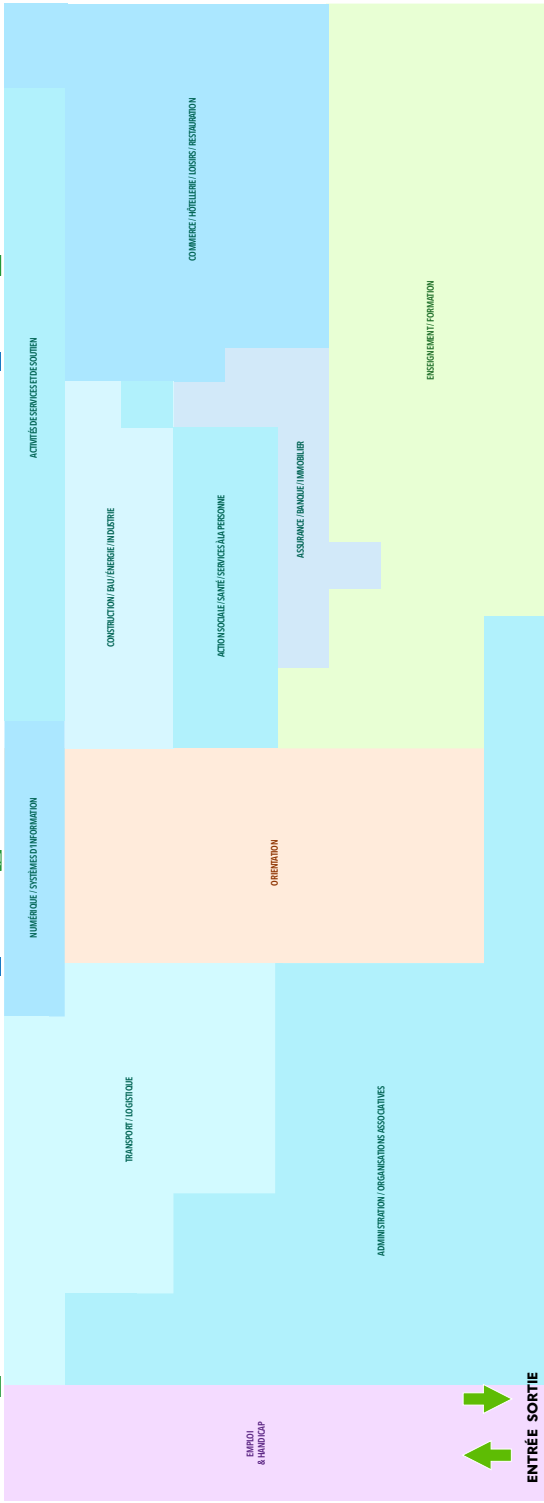 COMMERCE / HÔTELLERIE / LOISIRS / RESTAURATION
ACTIVITÉS DE SERVICES ET DE SOUTIEN
ENSEIGNEMENT / FORMATION
ASSURANCE / BANQUE / IMMOBILIER
CONSTRUCTION / EAU / ÉNERGIE / INDUSTRIE
ACTION SOCIALE / SANTÉ / SERVICES À LA PERSONNE
NUMÉRIQUE / SYSTÈMES D'INFORMATION
ORIENTATION
TRANSPORT / LOGISTIQUE
ADMINISTRATION / ORGANISATIONS ASSOCIATIVES
EMPLOI
& HANDICAP
ENTRÉE SORTIE